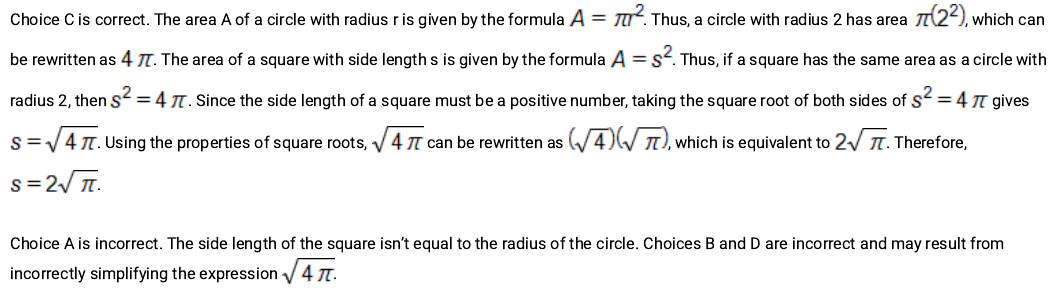 Choice C is correct. The area A of a circle with radius r is given by the formula A = πr². Thus, a circle with radius 2 has area π(2²), which can
be rewritten as 4 π. The area of a square with side length s is given by the formula A = s². Thus, if a square has the same area as a circle with
radius 2, then s² = 4 π. Since the side length of a square must be a positive number, taking the square root of both sides of s² = 4 π gives
s = √4 π. Using the properties of square roots, √4 π can be rewritten as (√4)(√π), which is equivalent to 2√π. Therefore,
s = 2√π.
Choice A is incorrect. The side length of the square isn’t equal to the radius of the circle. Choices B and D are incorrect and may result from
incorrectly simplifying the expression √4 π.